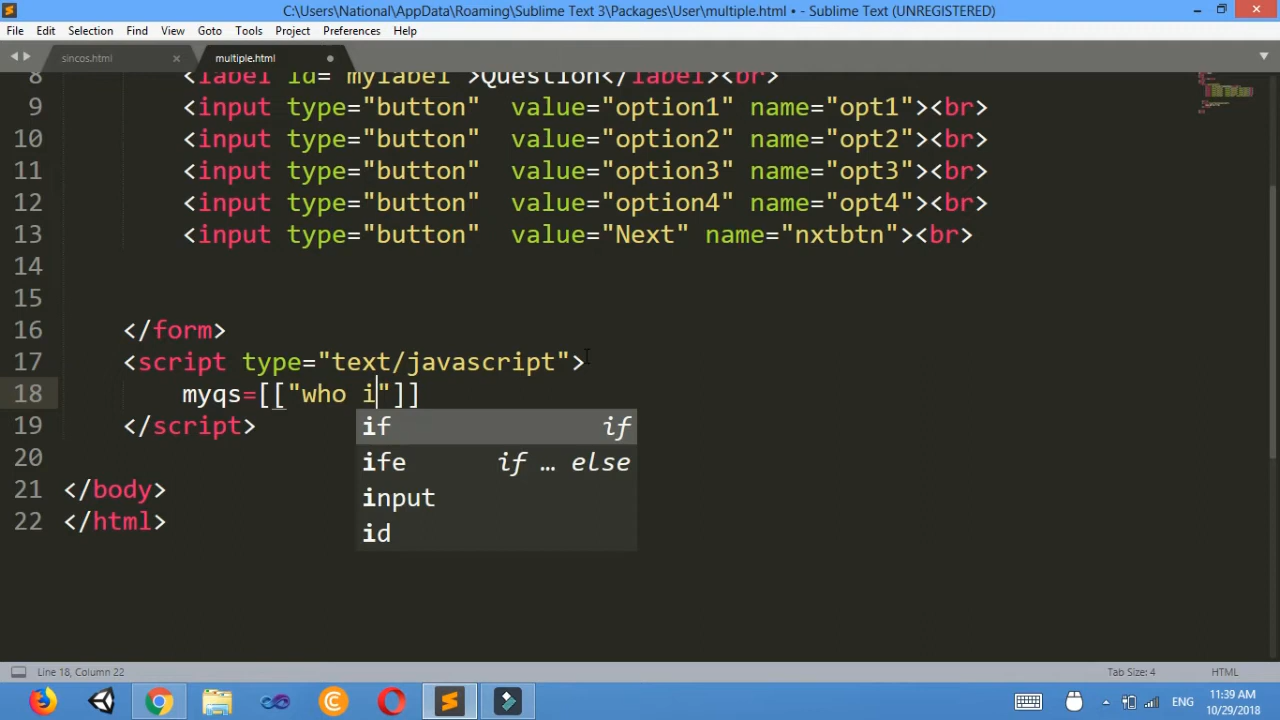 C:\Users\National\AppData\Roaming\Sublime Text 3\Packages\User\multiple.html • - Sublime Text (UNREGISTERED)
File Edit Selection Find View Goto Tools Project Preferences Help
sincos.html × multiple.html
8 <label id="mylabel">Question</label><br>
9 <input type="button"  value="option1" name="opt1"><br>
10 <input type="button"  value="option2" name="opt2"><br>
11 <input type="button"  value="option3" name="opt3"><br>
12 <input type="button"  value="option4" name="opt4"><br>
13 <input type="button"  value="Next" name="nxtbtn"><br>
14
15
16 </form>
17 <script type="text/javascript">
18 myqs=[["who i"]]
19 </script>
if if
ife if … else
input
id
20
21 </body>
22 </html>
Line 18, Column 22 Tab Size: 4 HTML
ENG 11:39 AM
10/29/2018